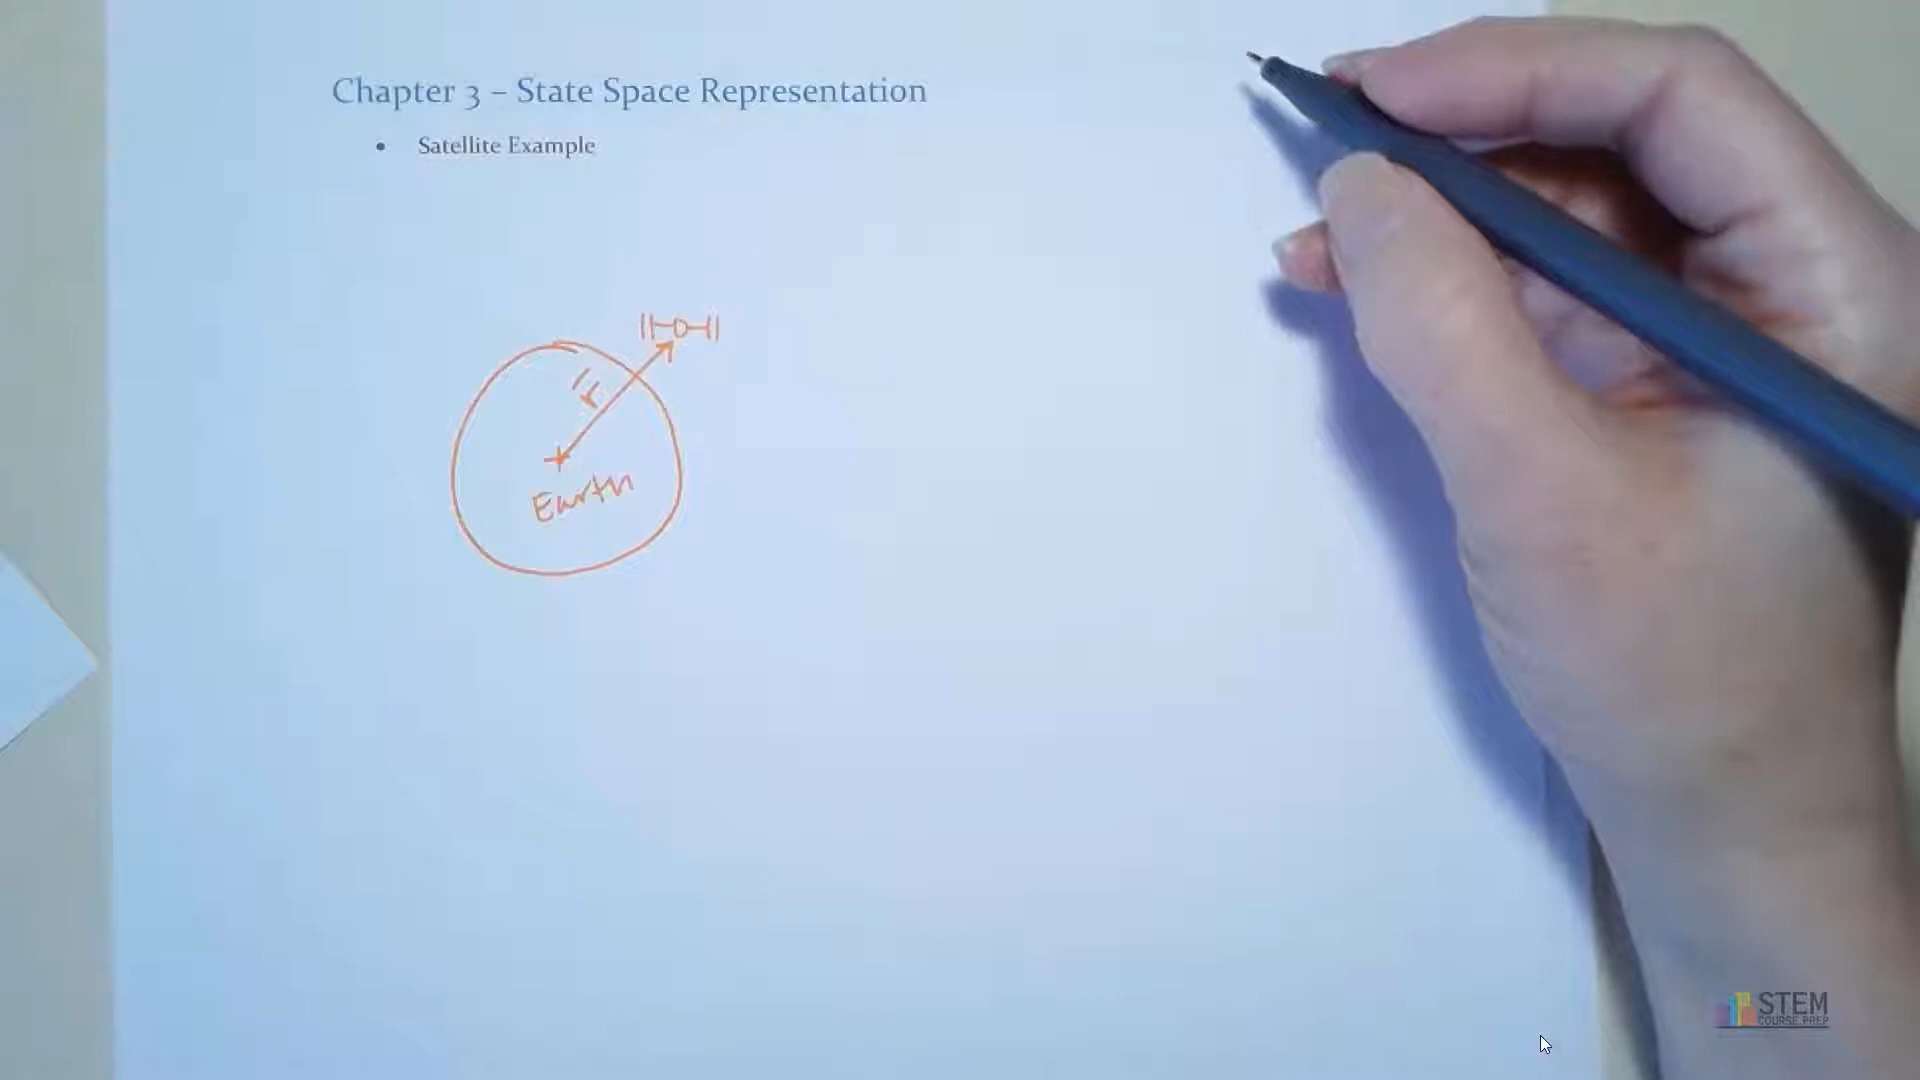 Chapter 3 – State Space Representation
• Satellite Example
r̄
Earth
STEM
COURSE PREP